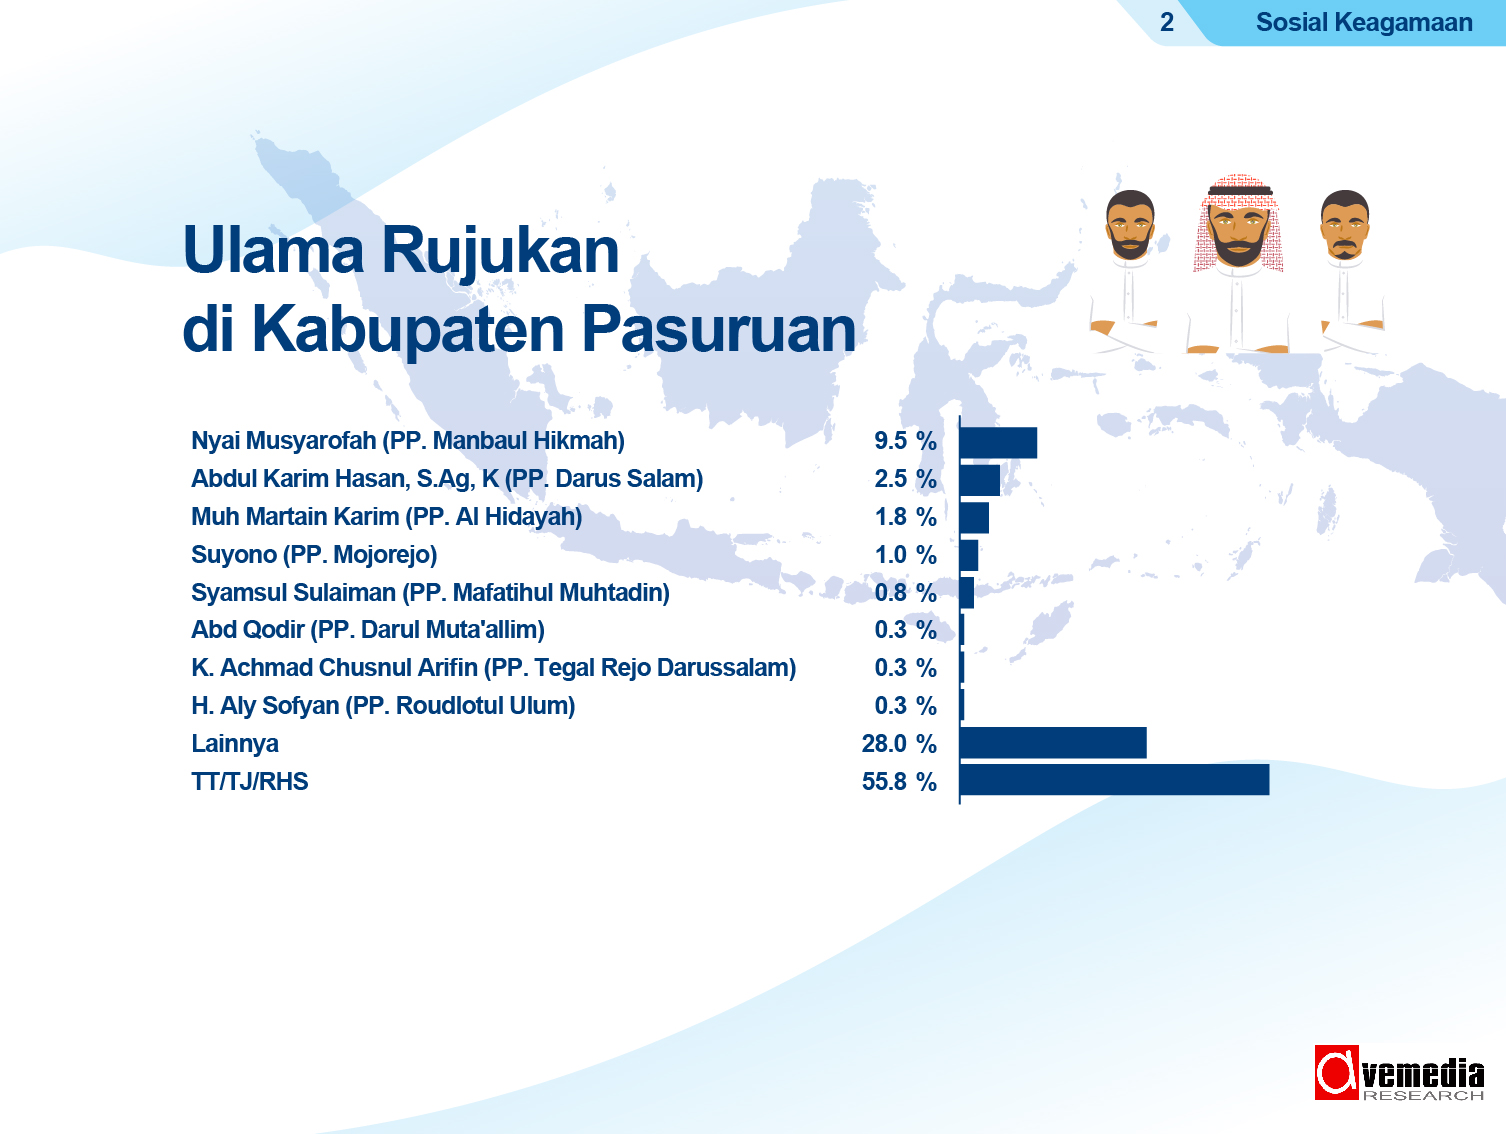 2 Sosial Keagamaan
Ulama Rujukan
di Kabupaten Pasuruan
Nyai Musyarofah (PP. Manbaul Hikmah) 9.5 %
Abdul Karim Hasan, S.Ag, K (PP. Darus Salam) 2.5 %
Muh Martain Karim (PP. Al Hidayah) 1.8 %
Suyono (PP. Mojorejo) 1.0 %
Syamsul Sulaiman (PP. Mafatihul Muhtadin) 0.8 %
Abd Qodir (PP. Darul Muta'allim) 0.3 %
K. Achmad Chusnul Arifin (PP. Tegal Rejo Darussalam) 0.3 %
H. Aly Sofyan (PP. Roudlotul Ulum) 0.3 %
Lainnya 28.0 %
TT/TJ/RHS 55.8 %
avemedia
RESEARCH